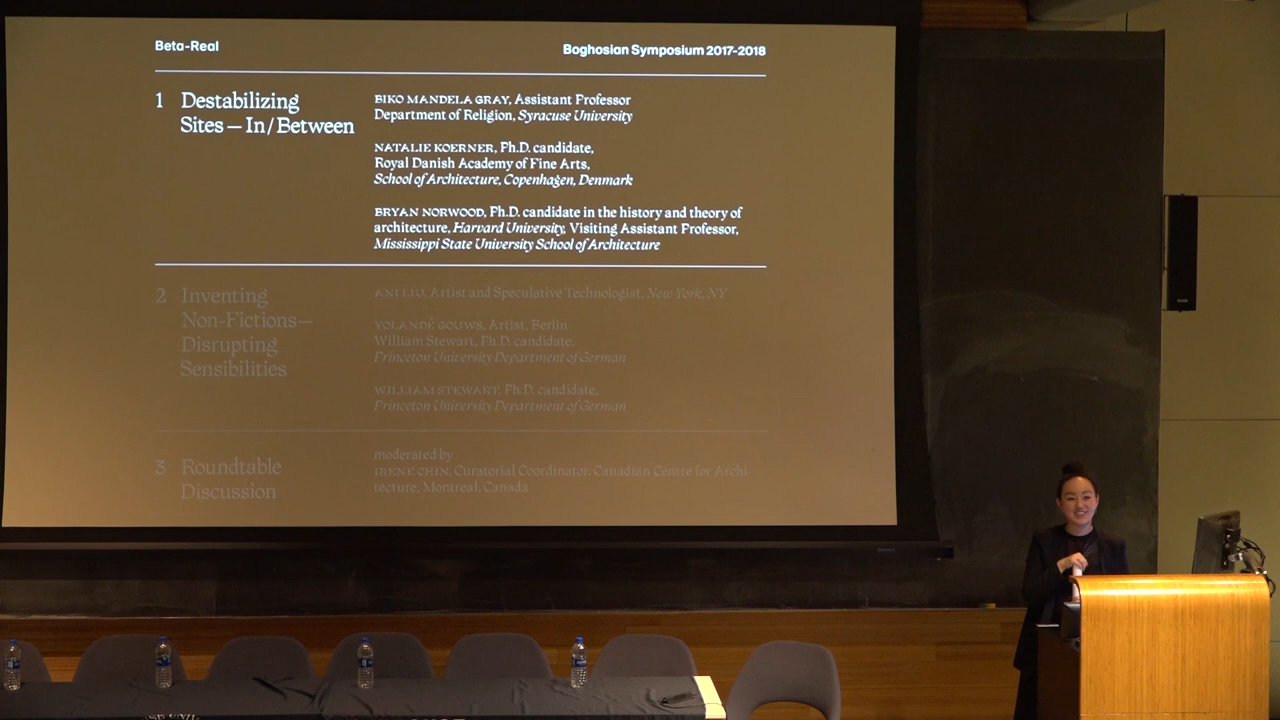 Beta-Real
Boghosian Symposium 2017-2018
1 Destabilizing
Sites — In/Between
BIKO MANDELA GRAY, Assistant Professor
Department of Religion, Syracuse University
NATALIE KOERNER, Ph.D. candidate,
Royal Danish Academy of Fine Arts,
School of Architecture, Copenhagen, Denmark
BRYAN NORWOOD, Ph.D. candidate in the history and theory of
architecture, Harvard University, Visiting Assistant Professor,
Mississippi State University School of Architecture
2 Inventing
Non-Fictions—
Disrupting
Sensibilities
ANI LIU, Artist and Speculative Technologist, New York, NY
YOLANDE GOUWS, Artist, Berlin
William Stewart, Ph.D. candidate,
Princeton University Department of German
WILLIAM STEWART, Ph.D. candidate,
Princeton University Department of German
3 Roundtable
Discussion
moderated by
IRENE CHIN, Curatorial Coordinator, Canadian Centre for Archi
tecture, Montreal, Canada